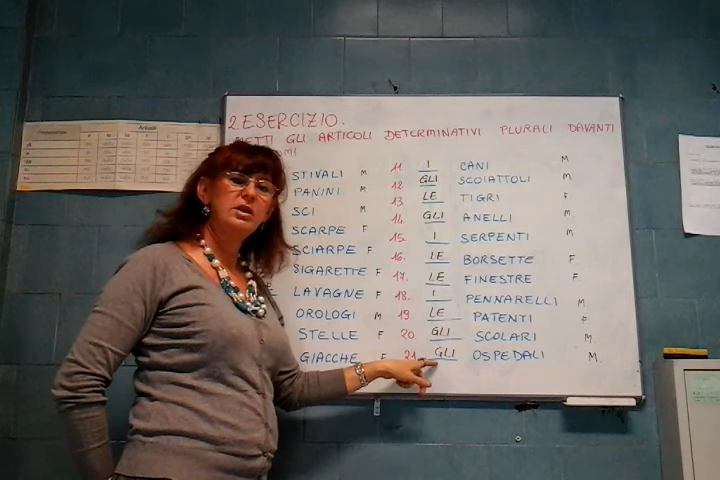 2. ESERCIZIO.
METTI GLI ARTICOLI DETERMINATIVI PLURALI DAVANTI
STIVALI M 11. I CANI M
PANINI M 12 GLI SCOIATTOLI M
SCI M 13 LE TIGRI F
SCARPE F 14. GLI ANELLI M
SCIARPE F 15. I SERPENTI M
SIGARETTE F 16. LE BORSETTE F
LAVAGNE F 17. LE FINESTRE F
OROLOGI M 18. I PENNARELLI M.
STELLE F 19 LE PATENTI F.
GIACCHE F 20 GLI SCOLARI M.
21 GLI OSPEDALI M.
Articoli